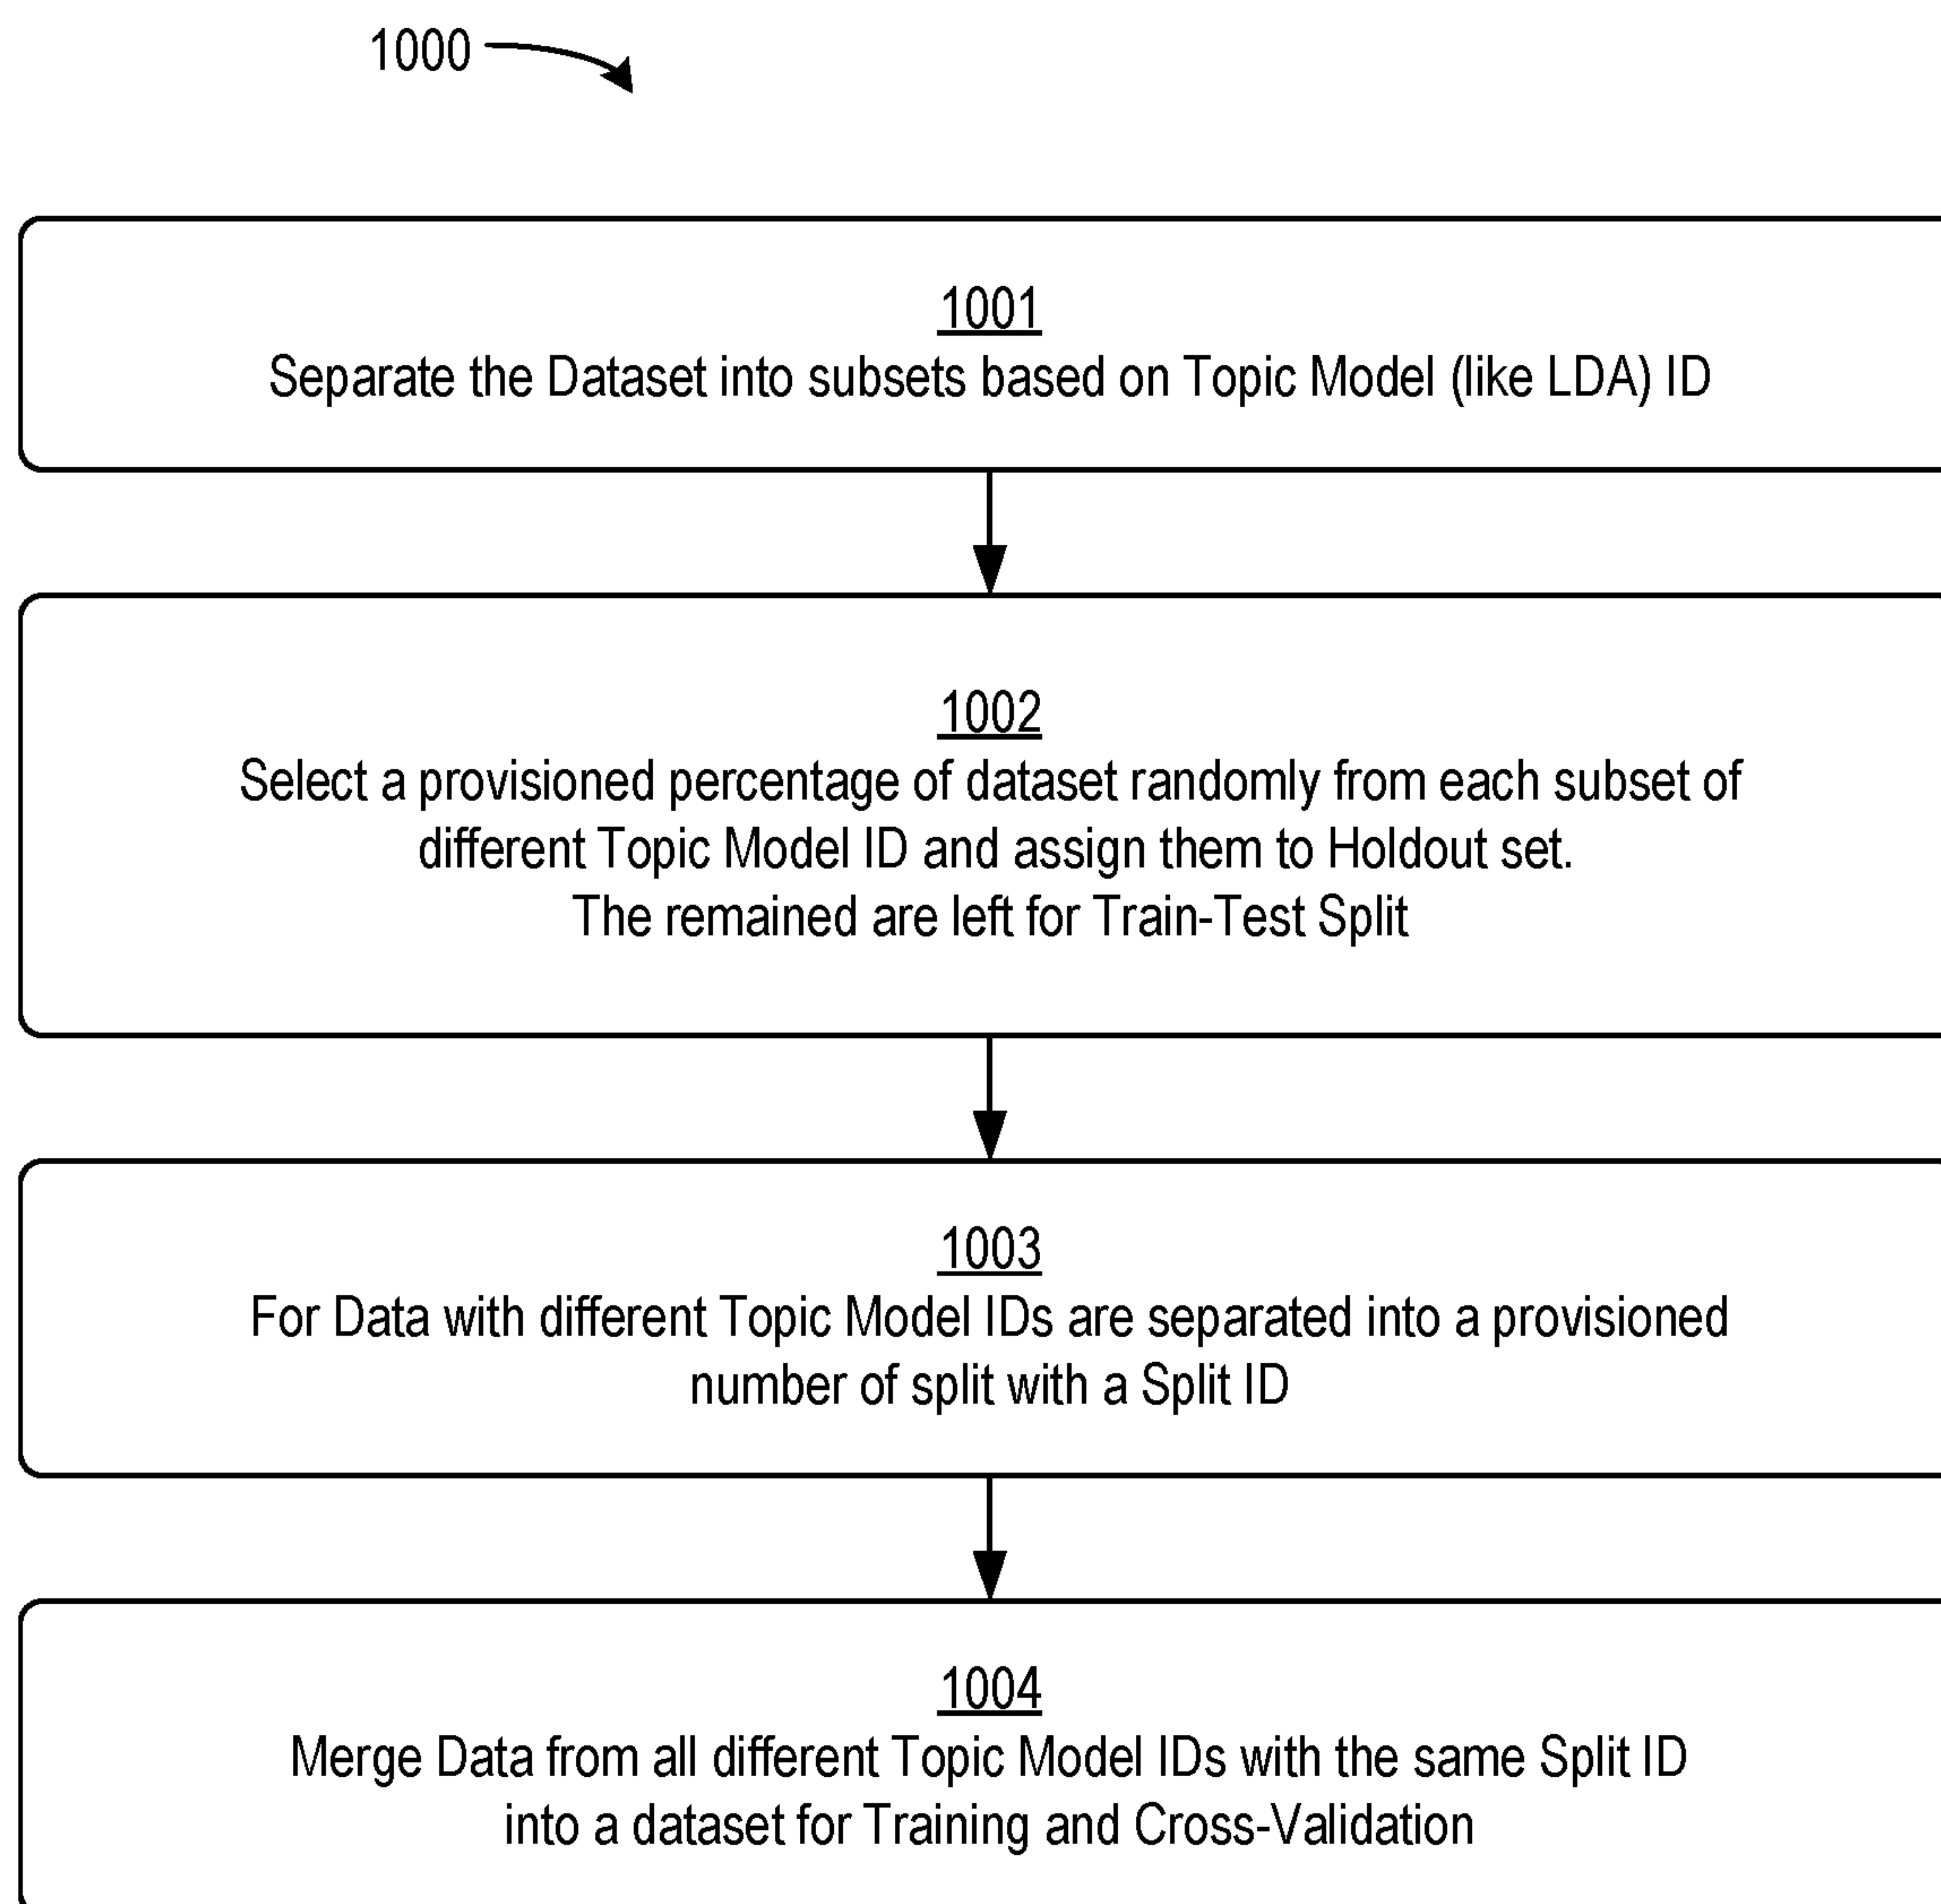 1000
1001
Separate the Dataset into subsets based on Topic Model (like LDA) ID
1002
Select a provisioned percentage of dataset randomly from each subset of
different Topic Model ID and assign them to Holdout set.
The remained are left for Train-Test Split
1003
For Data with different Topic Model IDs are separated into a provisioned
number of split with a Split ID
1004
Merge Data from all different Topic Model IDs with the same Split ID
into a dataset for Training and Cross-Validation